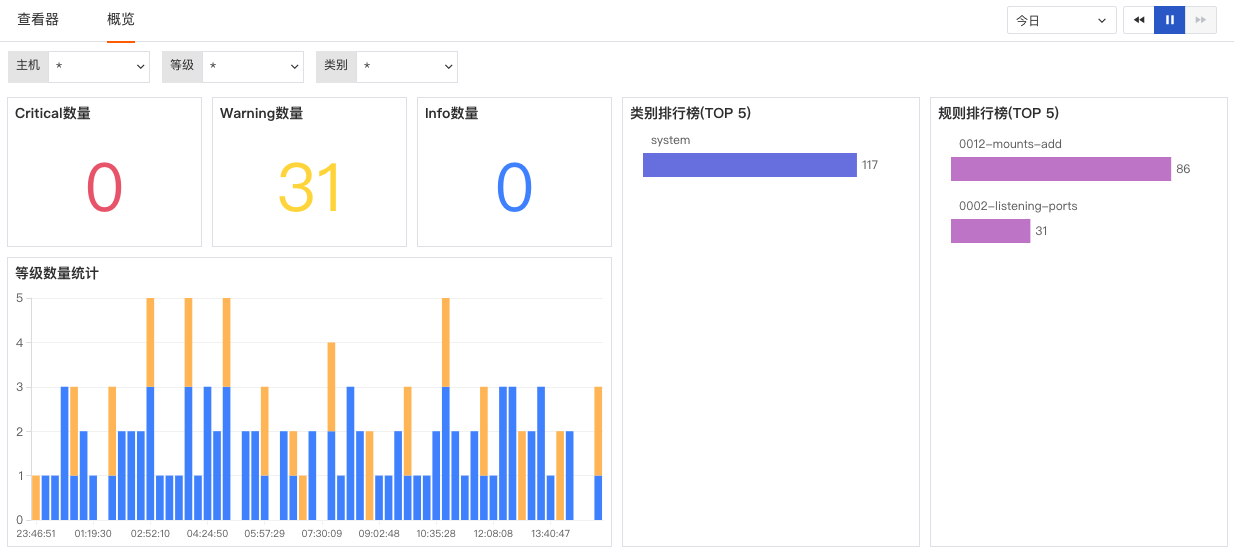 查看器
概览
今日
主机
*
等级
*
类别
*
Critical数量
0
Warning数量
31
Info数量
0
类别排行榜(TOP 5)
system
117
规则排行榜(TOP 5)
0012-mounts-add
86
0002-listening-ports
31
等级数量统计
5
4
3
2
1
0
23:46:51
01:19:30
02:52:10
04:24:50
05:57:29
07:30:09
09:02:48
10:35:28
12:08:08
13:40:47